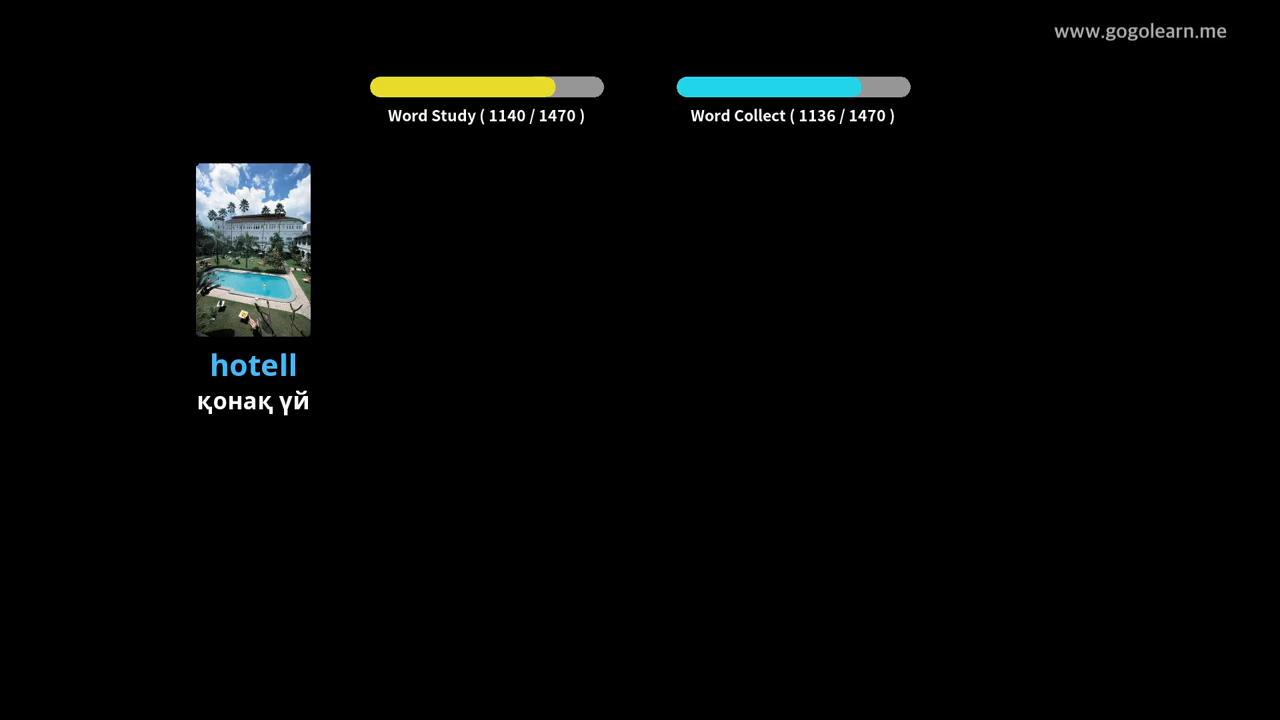 www.gogolearn.me
Word Study ( 1140 / 1470 )
Word Collect ( 1136 / 1470 )
hotell
қонақ үй